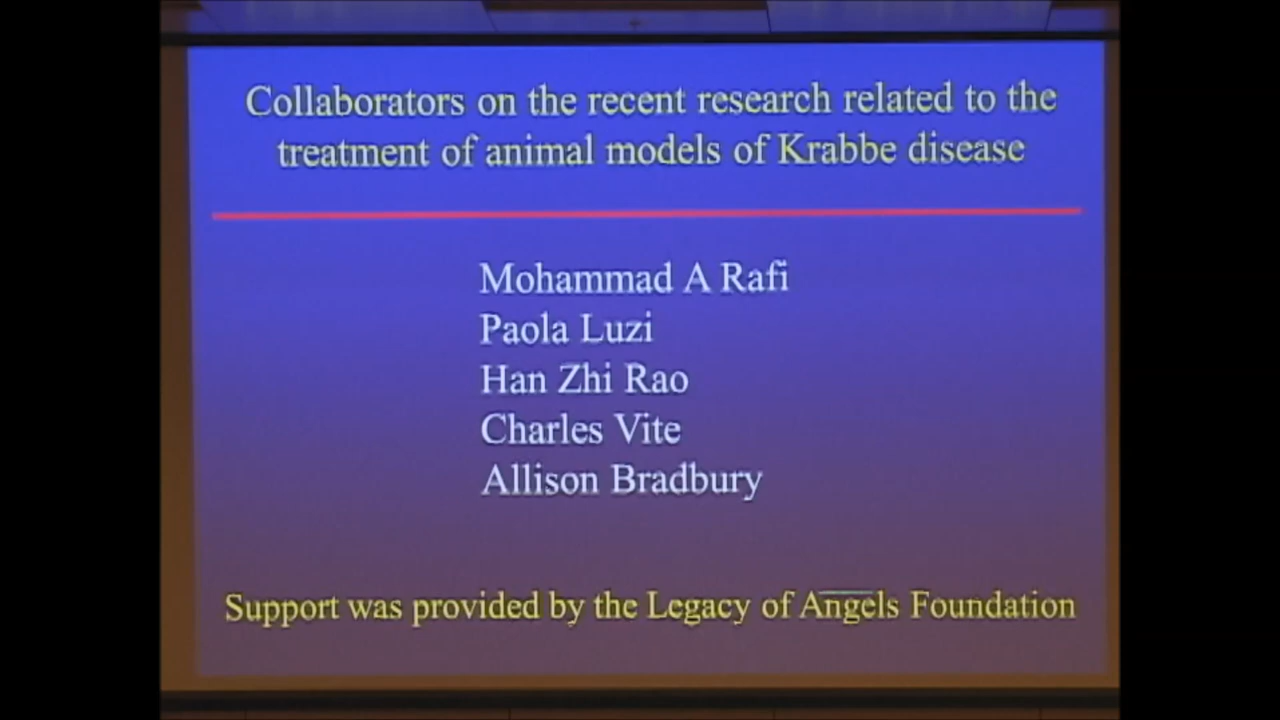 Collaborators on the recent research related to the
treatment of animal models of Krabbe disease
Mohammad A Rafi
Paola Luzi
Han Zhi Rao
Charles Vite
Allison Bradbury
Support was provided by the Legacy of Angels Foundation